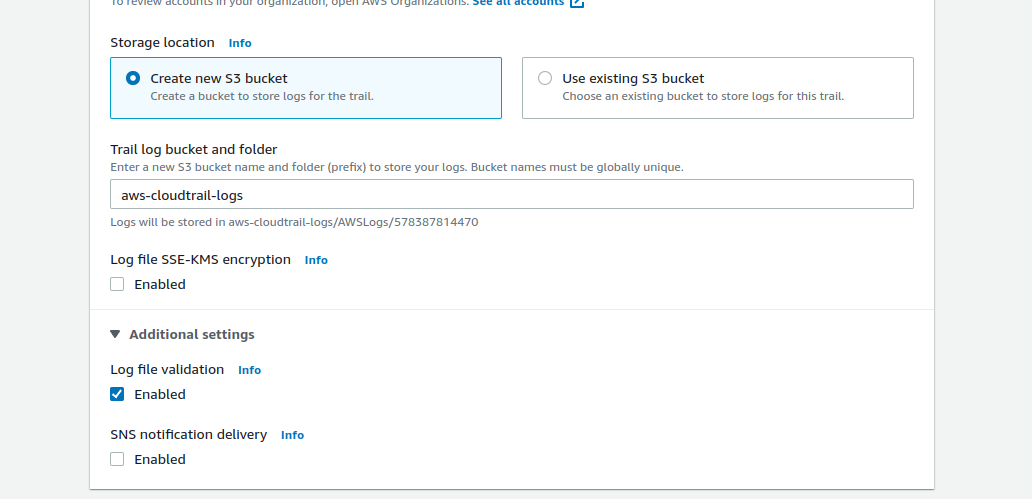 To review accounts in your organization, open AWS Organizations. See all accounts
Storage location Info
Create new S3 bucket
Create a bucket to store logs for the trail.
Use existing S3 bucket
Choose an existing bucket to store logs for this trail.
Trail log bucket and folder
Enter a new S3 bucket name and folder (prefix) to store your logs. Bucket names must be globally unique.
aws-cloudtrail-logs
Logs will be stored in aws-cloudtrail-logs/AWSLogs/578387814470
Log file SSE-KMS encryption Info
Enabled
Additional settings
Log file validation Info
Enabled
SNS notification delivery Info
Enabled